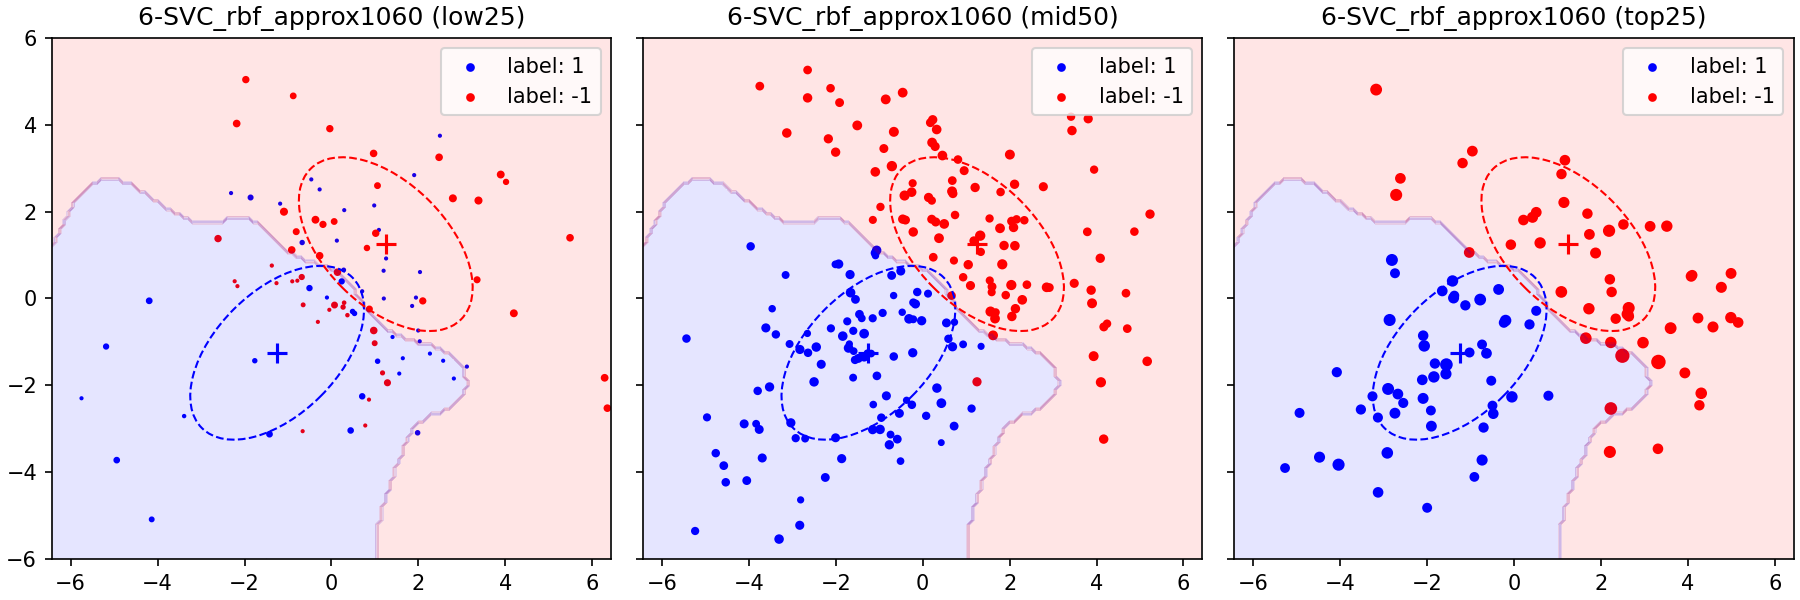 6-SVC_rbf_approx1060 (low25)
6-SVC_rbf_approx1060 (mid50)
6-SVC_rbf_approx1060 (top25)
label: 1
label: -1
label: 1
label: -1
label: 1
label: -1
6
4
2
0
−2
−4
−6
−6 −4 −2 0 2 4 6
−6 −4 −2 0 2 4 6
−6 −4 −2 0 2 4 6